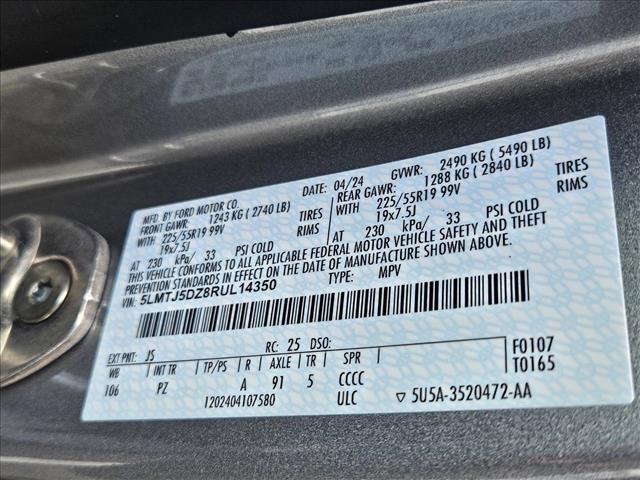 MFD. BY FORD MOTOR CO.
DATE: 04/24 GVWR: 2490 KG ( 5490 LB)
FRONT GAWR: 1243 KG ( 2740 LB)
REAR GAWR: 1288 KG ( 2840 LB)
WITH 225/55R19 99V TIRES
WITH 225/55R19 99V TIRES
19x7.5J RIMS
19x7.5J RIMS
AT 230 kPa/ 33 PSI COLD
AT 230 kPa/ 33 PSI COLD
THIS VEHICLE CONFORMS TO ALL APPLICABLE FEDERAL MOTOR VEHICLE SAFETY AND THEFT
PREVENTION STANDARDS IN EFFECT ON THE DATE OF MANUFACTURE SHOWN ABOVE.
VIN: 5LMTJ5DZ8RUL14350
TYPE: MPV
EXT PNT: JS RC: 25 DSO: F0107
WB INT TR TP/PS R AXLE TR SPR T0165
106 PZ A 91 5 CCCC
1202404107580 ULC ▽ 5U5A-3520472-AA